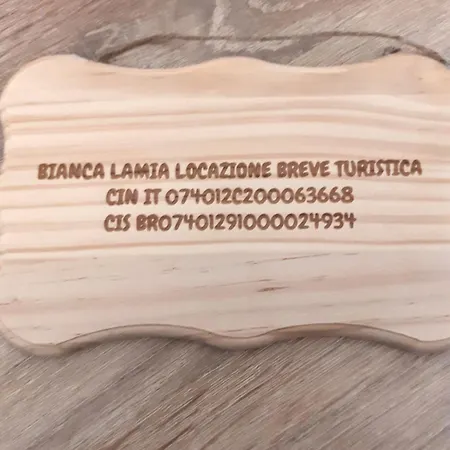 BIANCA LAMIA LOCAZIONE BREVE TURISTICA
CIN IT 074012C200063668
CIS BR07401291000024934